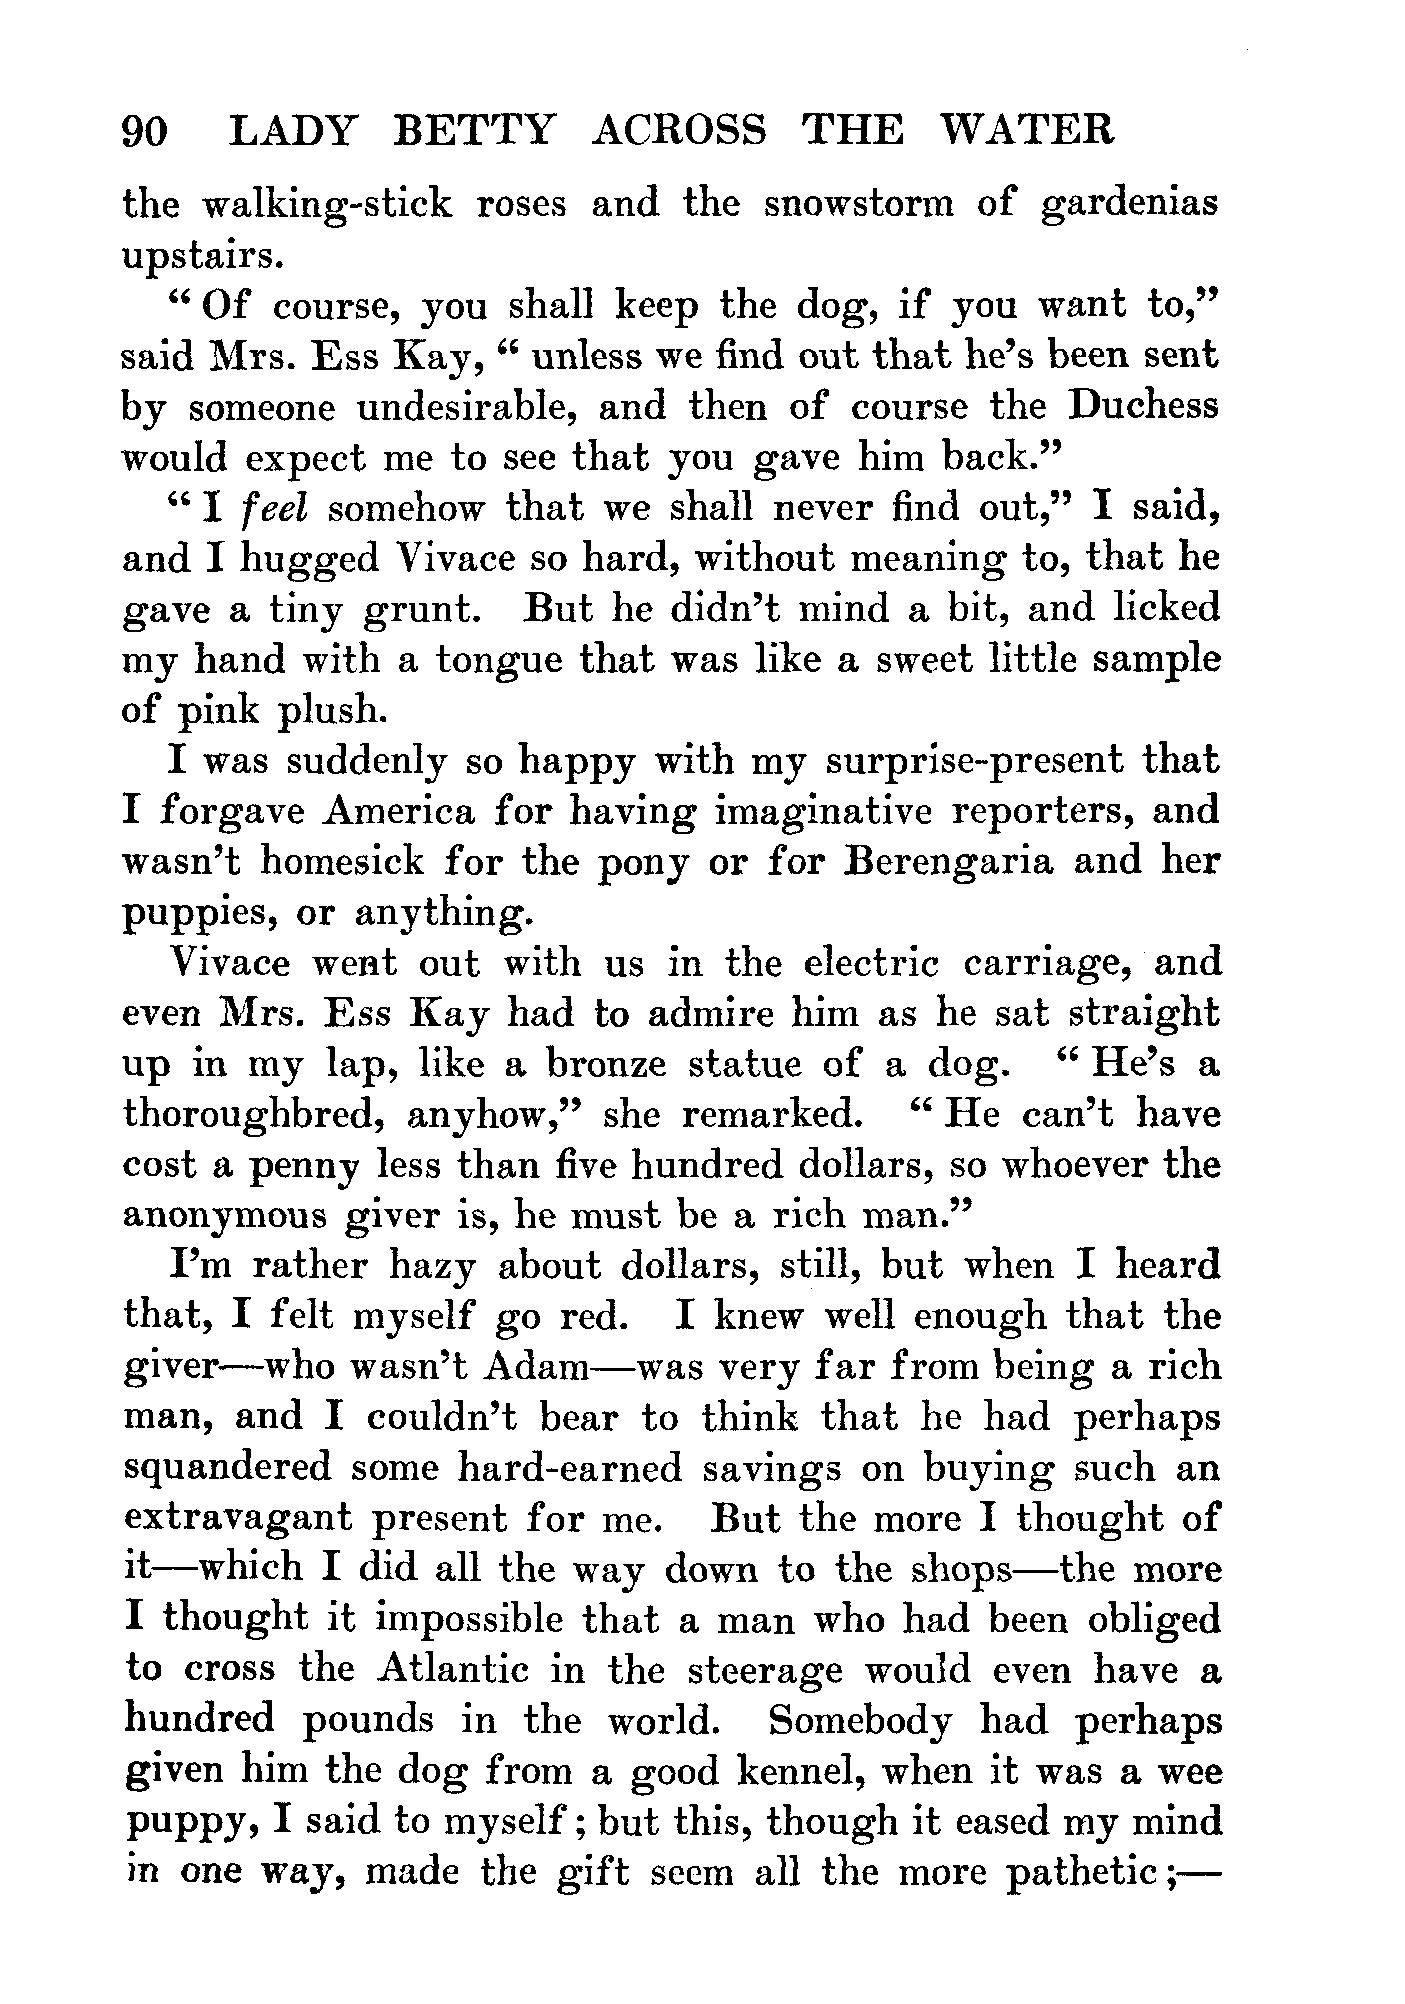 90 LADY BETTY ACROSS THE WATER
the walking-stick roses and the snowstorm of gardenias
upstairs.
“ Of course, you shall keep the dog, if you want to,”
said Mrs. Ess Kay, “ unless we find out that he’s been sent
by someone undesirable, and then of course the Duchess
would expect me to see that you gave him back.”
“ I feel somehow that we shall never find out,” I said,
and I hugged Vivace so hard, without meaning to, that he
gave a tiny grunt. But he didn’t mind a bit, and licked
my hand with a tongue that was like a sweet little sample
of pink plush.
I was suddenly so happy with my surprise-present that
I forgave America for having imaginative reporters, and
wasn’t homesick for the pony or for Berengaria and her
puppies, or anything.
Vivace went out with us in the electric carriage, and
even Mrs. Ess Kay had to admire him as he sat straight
up in my lap, like a bronze statue of a dog. “ He’s a
thoroughbred, anyhow,” she remarked. “ He can’t have
cost a penny less than five hundred dollars, so whoever the
anonymous giver is, he must be a rich man.”
I’m rather hazy about dollars, still, but when I heard
that, I felt myself go red. I knew well enough that the
giver—who wasn’t Adam—was very far from being a rich
man, and I couldn’t bear to think that he had perhaps
squandered some hard-earned savings on buying such an
extravagant present for me. But the more I thought of
it—which I did all the way down to the shops—the more
I thought it impossible that a man who had been obliged
to cross the Atlantic in the steerage would even have a
hundred pounds in the world. Somebody had perhaps
given him the dog from a good kennel, when it was a wee
puppy, I said to myself ; but this, though it eased my mind
in one way, made the gift seem all the more pathetic ;—